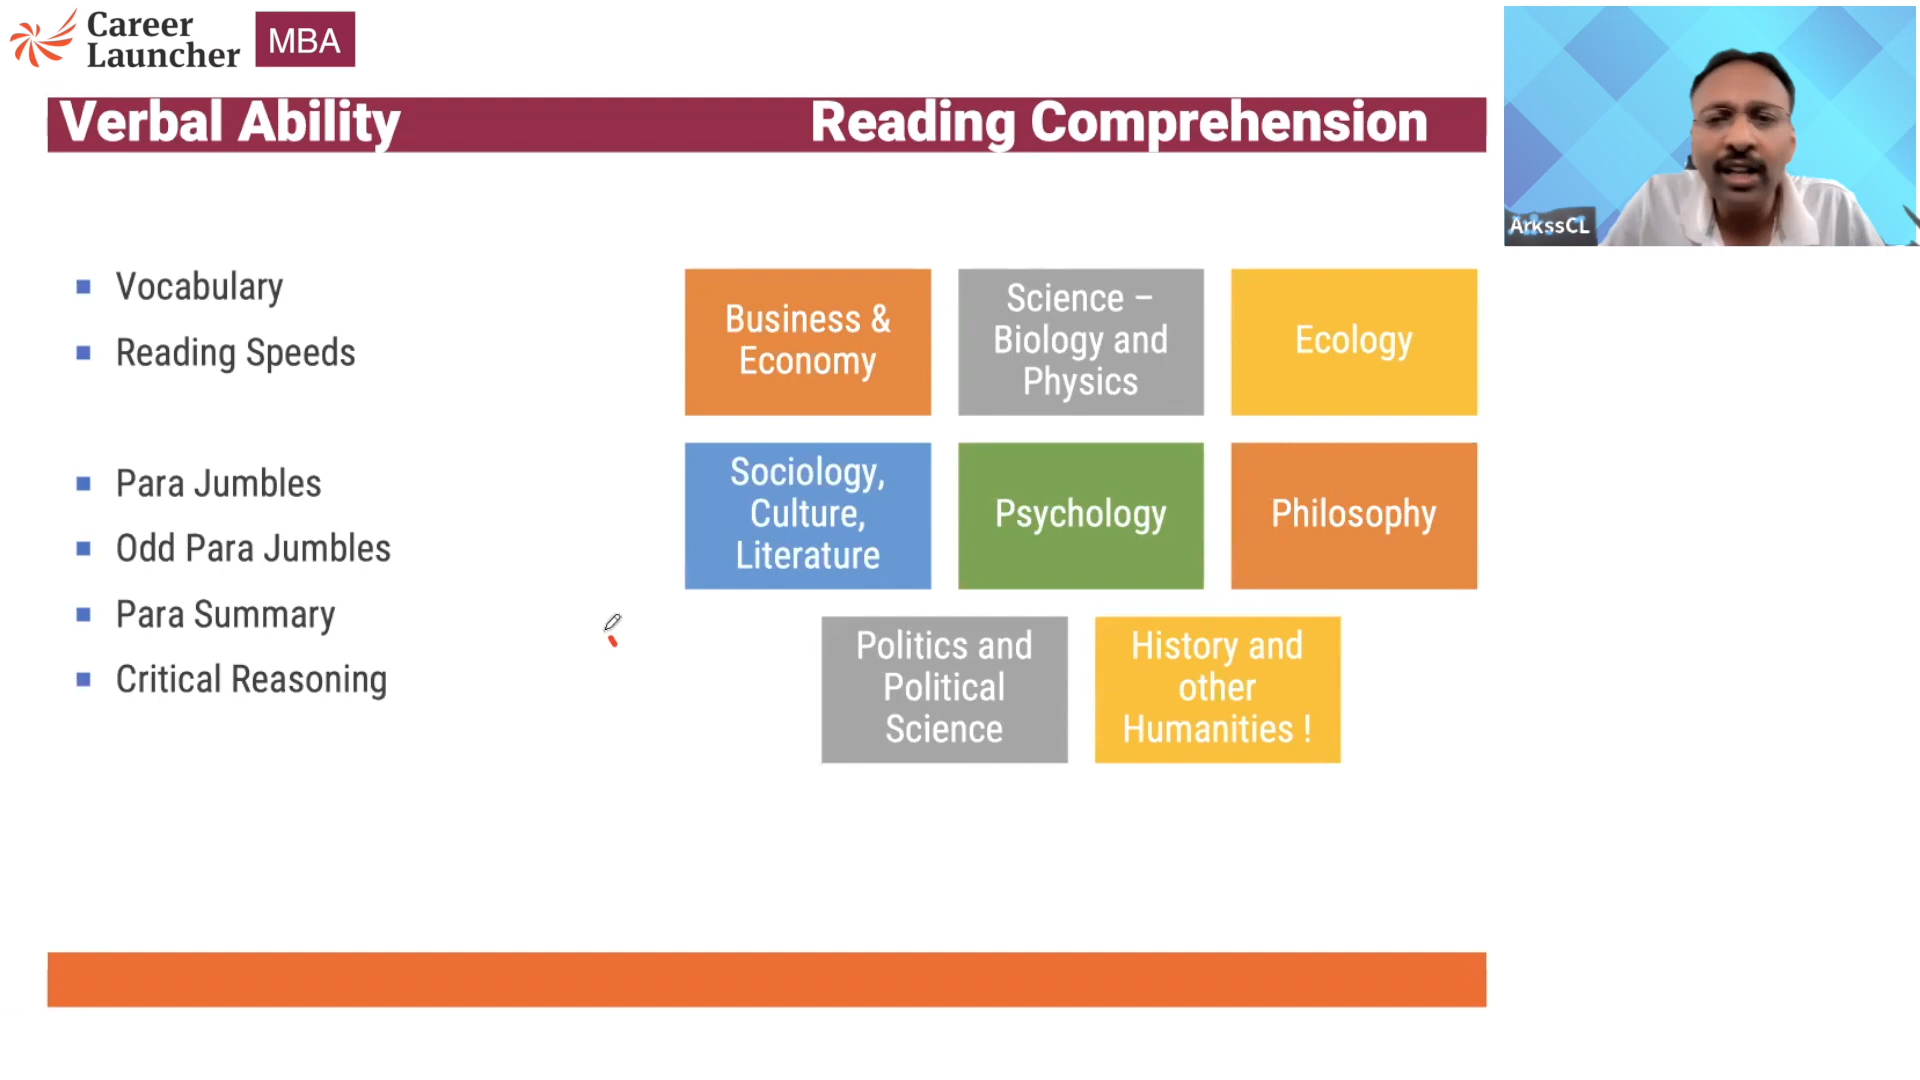 Career
Launcher
MBA
Verbal Ability
Reading Comprehension
ArkssCL
Vocabulary
Reading Speeds
Para Jumbles
Odd Para Jumbles
Para Summary
Critical Reasoning
Business &
Economy
Science –
Biology and
Physics
Ecology
Sociology,
Culture,
Literature
Psychology
Philosophy
Politics and
Political
Science
History and
other
Humanities !